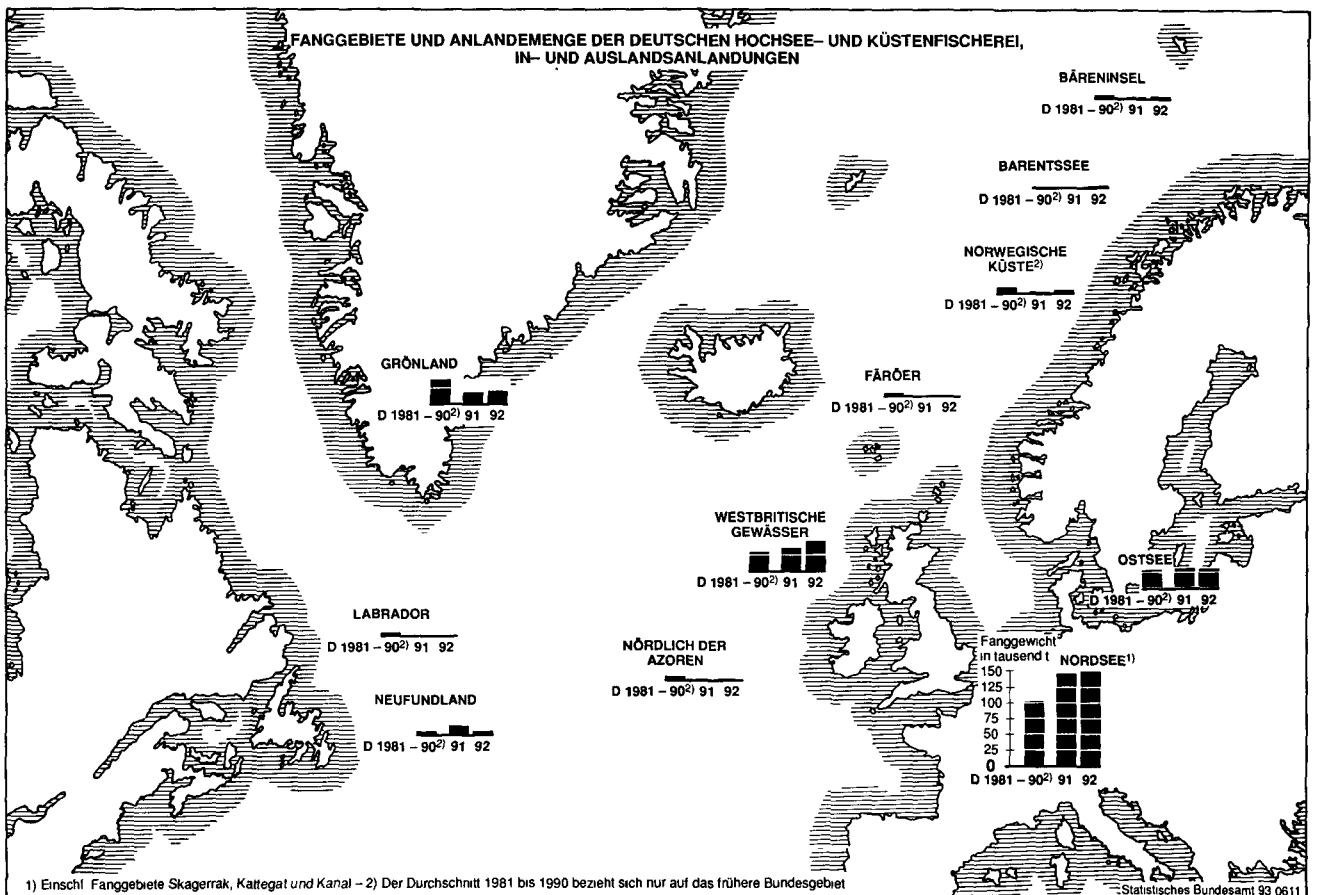 FANGGEBIETE UND ANLANDEMENGE DER DEUTSCHEN HOCHSEE– UND KÜSTENFISCHEREI,
IN– UND AUSLANDSANLANDUNGEN
BÄRENINSEL
D 1981 – 90²⁾ 91 92
BARENTSSEE
D 1981 – 90²⁾ 91 92
NORWEGISCHE
KÜSTE²⁾
D 1981 – 90²⁾ 91 92
GRÖNLAND
D 1981 – 90²⁾ 91 92
FÄRÖER
D 1981 – 90²⁾ 91 92
WESTBRITISCHE
GEWÄSSER
D 1981 – 90²⁾ 91 92
OSTSEE
D 1981 – 90²⁾ 91 92
LABRADOR
D 1981 – 90²⁾ 91 92
NÖRDLICH DER
AZOREN
D 1981 – 90²⁾ 91 92
NEUFUNDLAND
D 1981 – 90²⁾ 91 92
Fanggewicht
in tausend t
NORDSEE¹⁾
150
125
100
75
50
25
0
D 1981 – 90²⁾ 91 92
1) Einschl Fanggebiete Skagerrak, Kattegat und Kanal – 2) Der Durchschnitt 1981 bis 1990 bezieht sich nur auf das frühere Bundesgebiet
Statistisches Bundesamt 93 0611